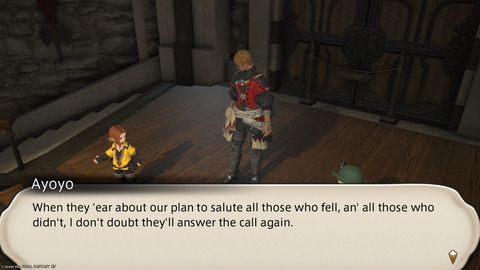 Ayoyo
When they 'ear about our plan to salute all those who fell, an' all those who
didn't, I don't doubt they'll answer the call again.